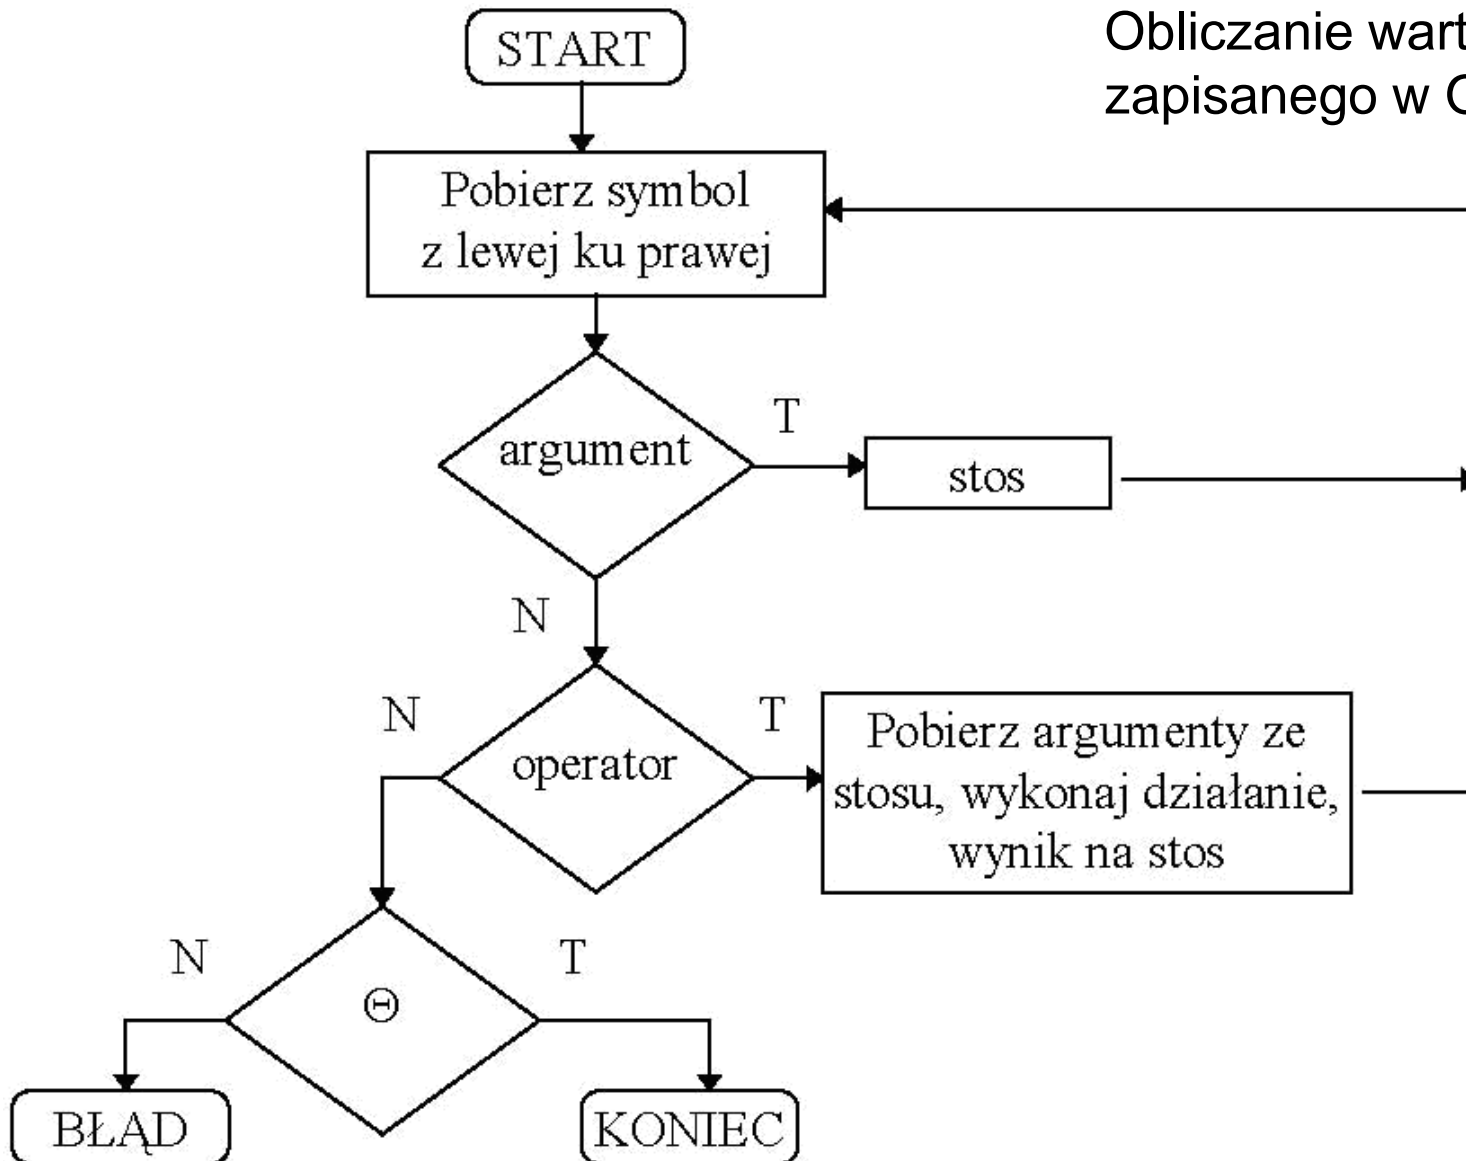 START
Obliczanie wart
zapisanego w
Pobierz symbol
z lewej ku prawej
argument
T
stos
N
operator
N
T
Pobierz argumenty ze
stosu, wykonaj działanie,
wynik na stos
Θ
N
T
BŁĄD
KONIEC